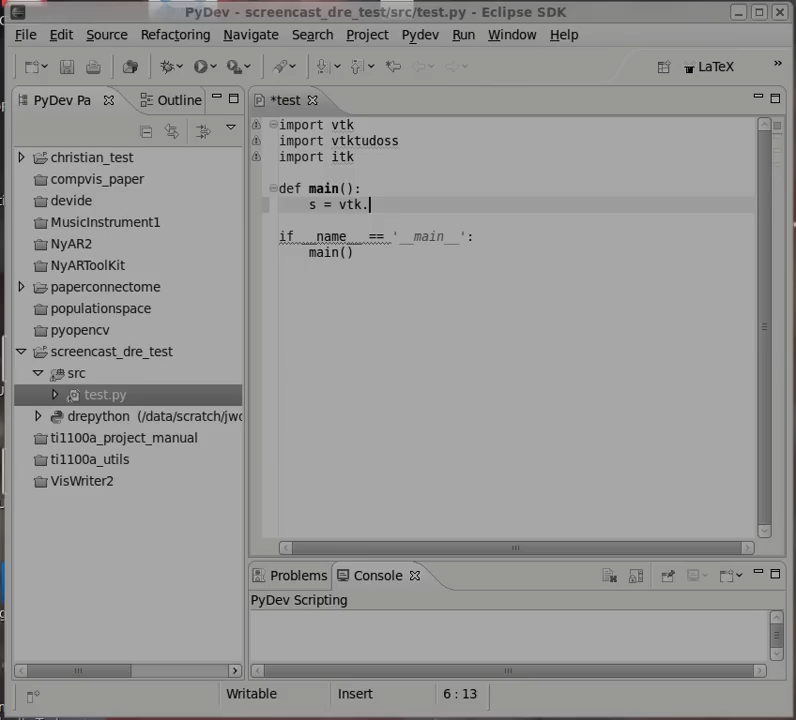 PyDev - screencast_dre_test/src/test.py - Eclipse SDK
File Edit Source Refactoring Navigate Search Project Pydev Run Window Help
LaTeX »
PyDev Pa Outline
*test
import vtk
import vtktudoss
import itk
def main():
s = vtk.
if __name__ == '__main__':
main()
christian_test
compvis_paper
devide
MusicInstrument1
NyAR2
NyARToolKit
paperconnectome
populationspace
pyopencv
screencast_dre_test
src
test.py
drepython (/data/scratch/jwo
ti1100a_project_manual
ti1100a_utils
VisWriter2
Problems Console
PyDev Scripting
Writable Insert 6 : 13